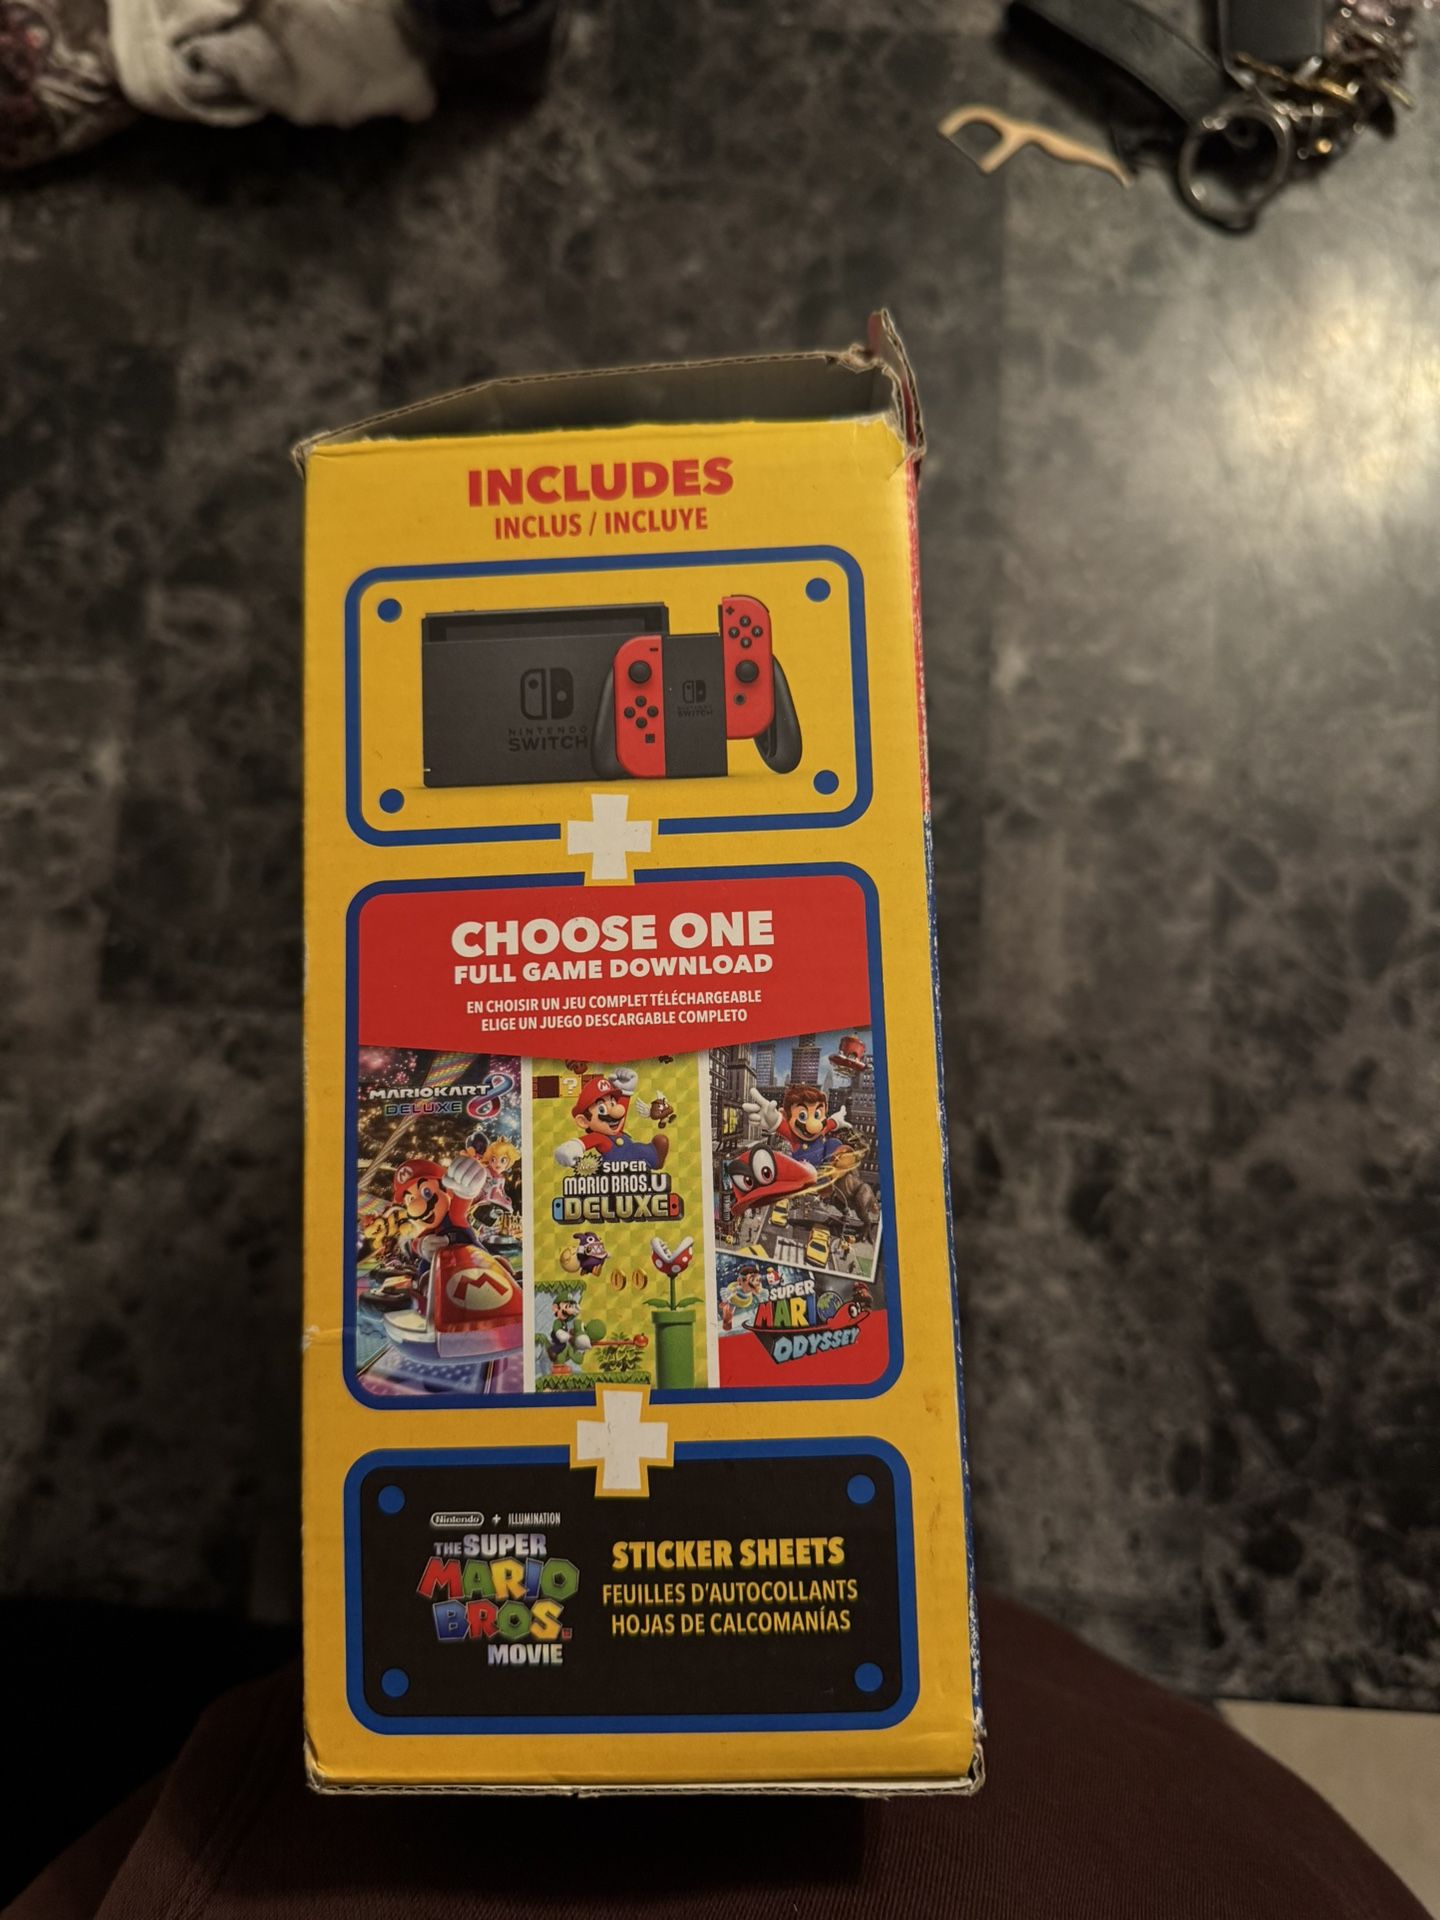 INCLUDES
INCLUS / INCLUYE
NINTENDO
SWITCH
NINTENDO
SWITCH
CHOOSE ONE
FULL GAME DOWNLOAD
EN CHOISIR UN JEU COMPLET TÉLÉCHARGEABLE
ELIGE UN JUEGO DESCARGABLE COMPLETO
MARIOKART 8
DELUXE
NEW
SUPER
MARIO BROS. U
DELUXE
SUPER
MARIO
ODYSSEY
Nintendo + ILLUMINATION
THE SUPER
MARIO
BROS.
MOVIE
STICKER SHEETS
FEUILLES D'AUTOCOLLANTS
HOJAS DE CALCOMANÍAS